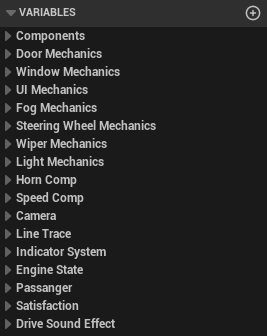 VARIABLES
Components
Door Mechanics
Window Mechanics
UI Mechanics
Fog Mechanics
Steering Wheel Mechanics
Wiper Mechanics
Light Mechanics
Horn Comp
Speed Comp
Camera
Line Trace
Indicator System
Engine State
Passanger
Satisfaction
Drive Sound Effect